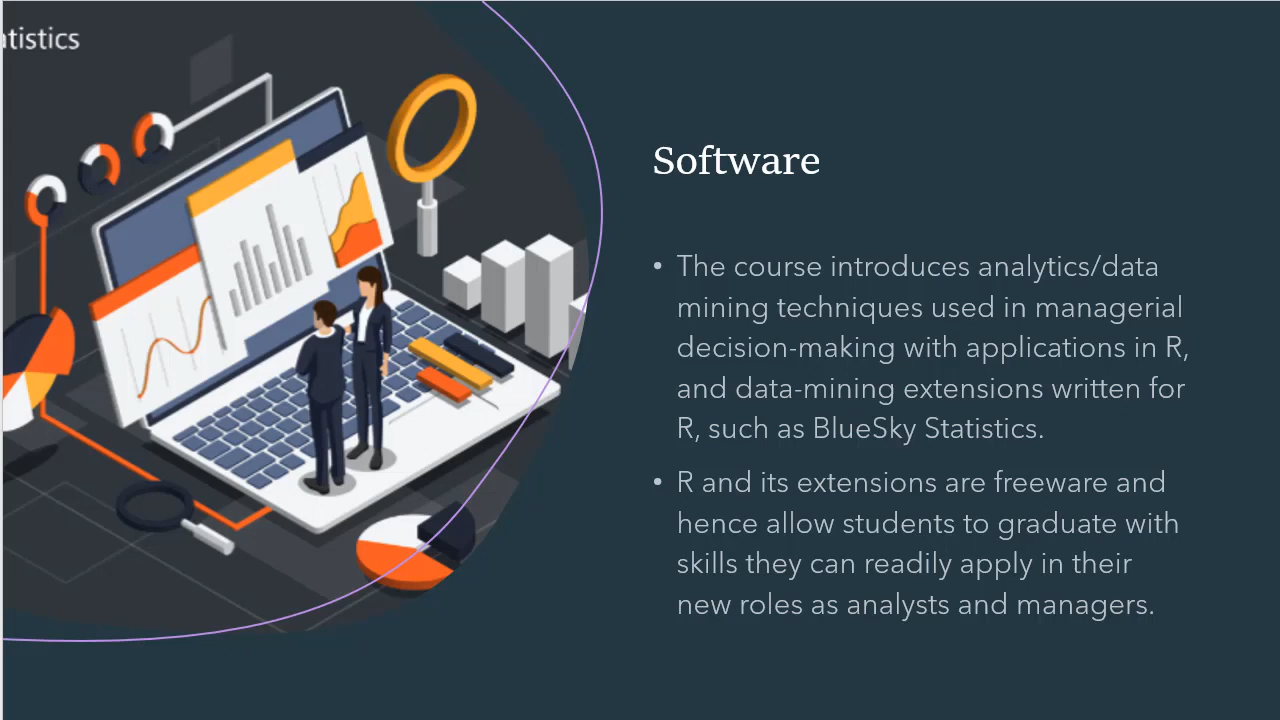 Software
• The course introduces analytics/data
mining techniques used in managerial
decision-making with applications in R,
and data-mining extensions written for
R, such as BlueSky Statistics.
• R and its extensions are freeware and
hence allow students to graduate with
skills they can readily apply in their
new roles as analysts and managers.